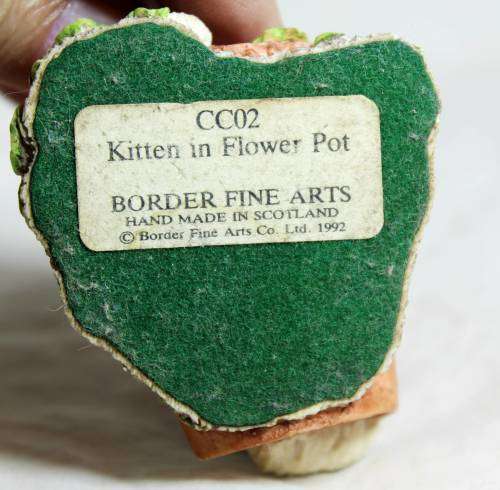 CC02
Kitten in Flower Pot
BORDER FINE ARTS
HAND MADE IN SCOTLAND
© Border Fine Arts Co. Ltd. 1992